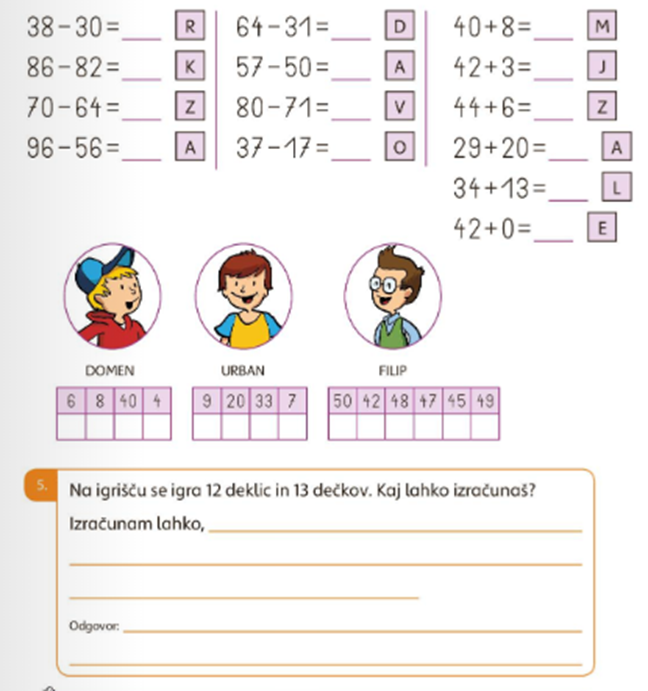 38-30=___ R 64-31=___ D 40+8=___ M
86-82=___ K 57-50=___ A 42+3=___ J
70-64=___ Z 80-71=___ V 44+6=___ Z
96-56=___ A 37-17=___ O 29+20=___ A
34+13=___ L
42+0=___ E
DOMEN URBAN FILIP
6 8 40 4 9 20 33 7 50 42 48 47 45 49
5. Na igrišču se igra 12 deklic in 13 dečkov. Kaj lahko izračunaš?
Izračunam lahko, ___
Odgovor: ___